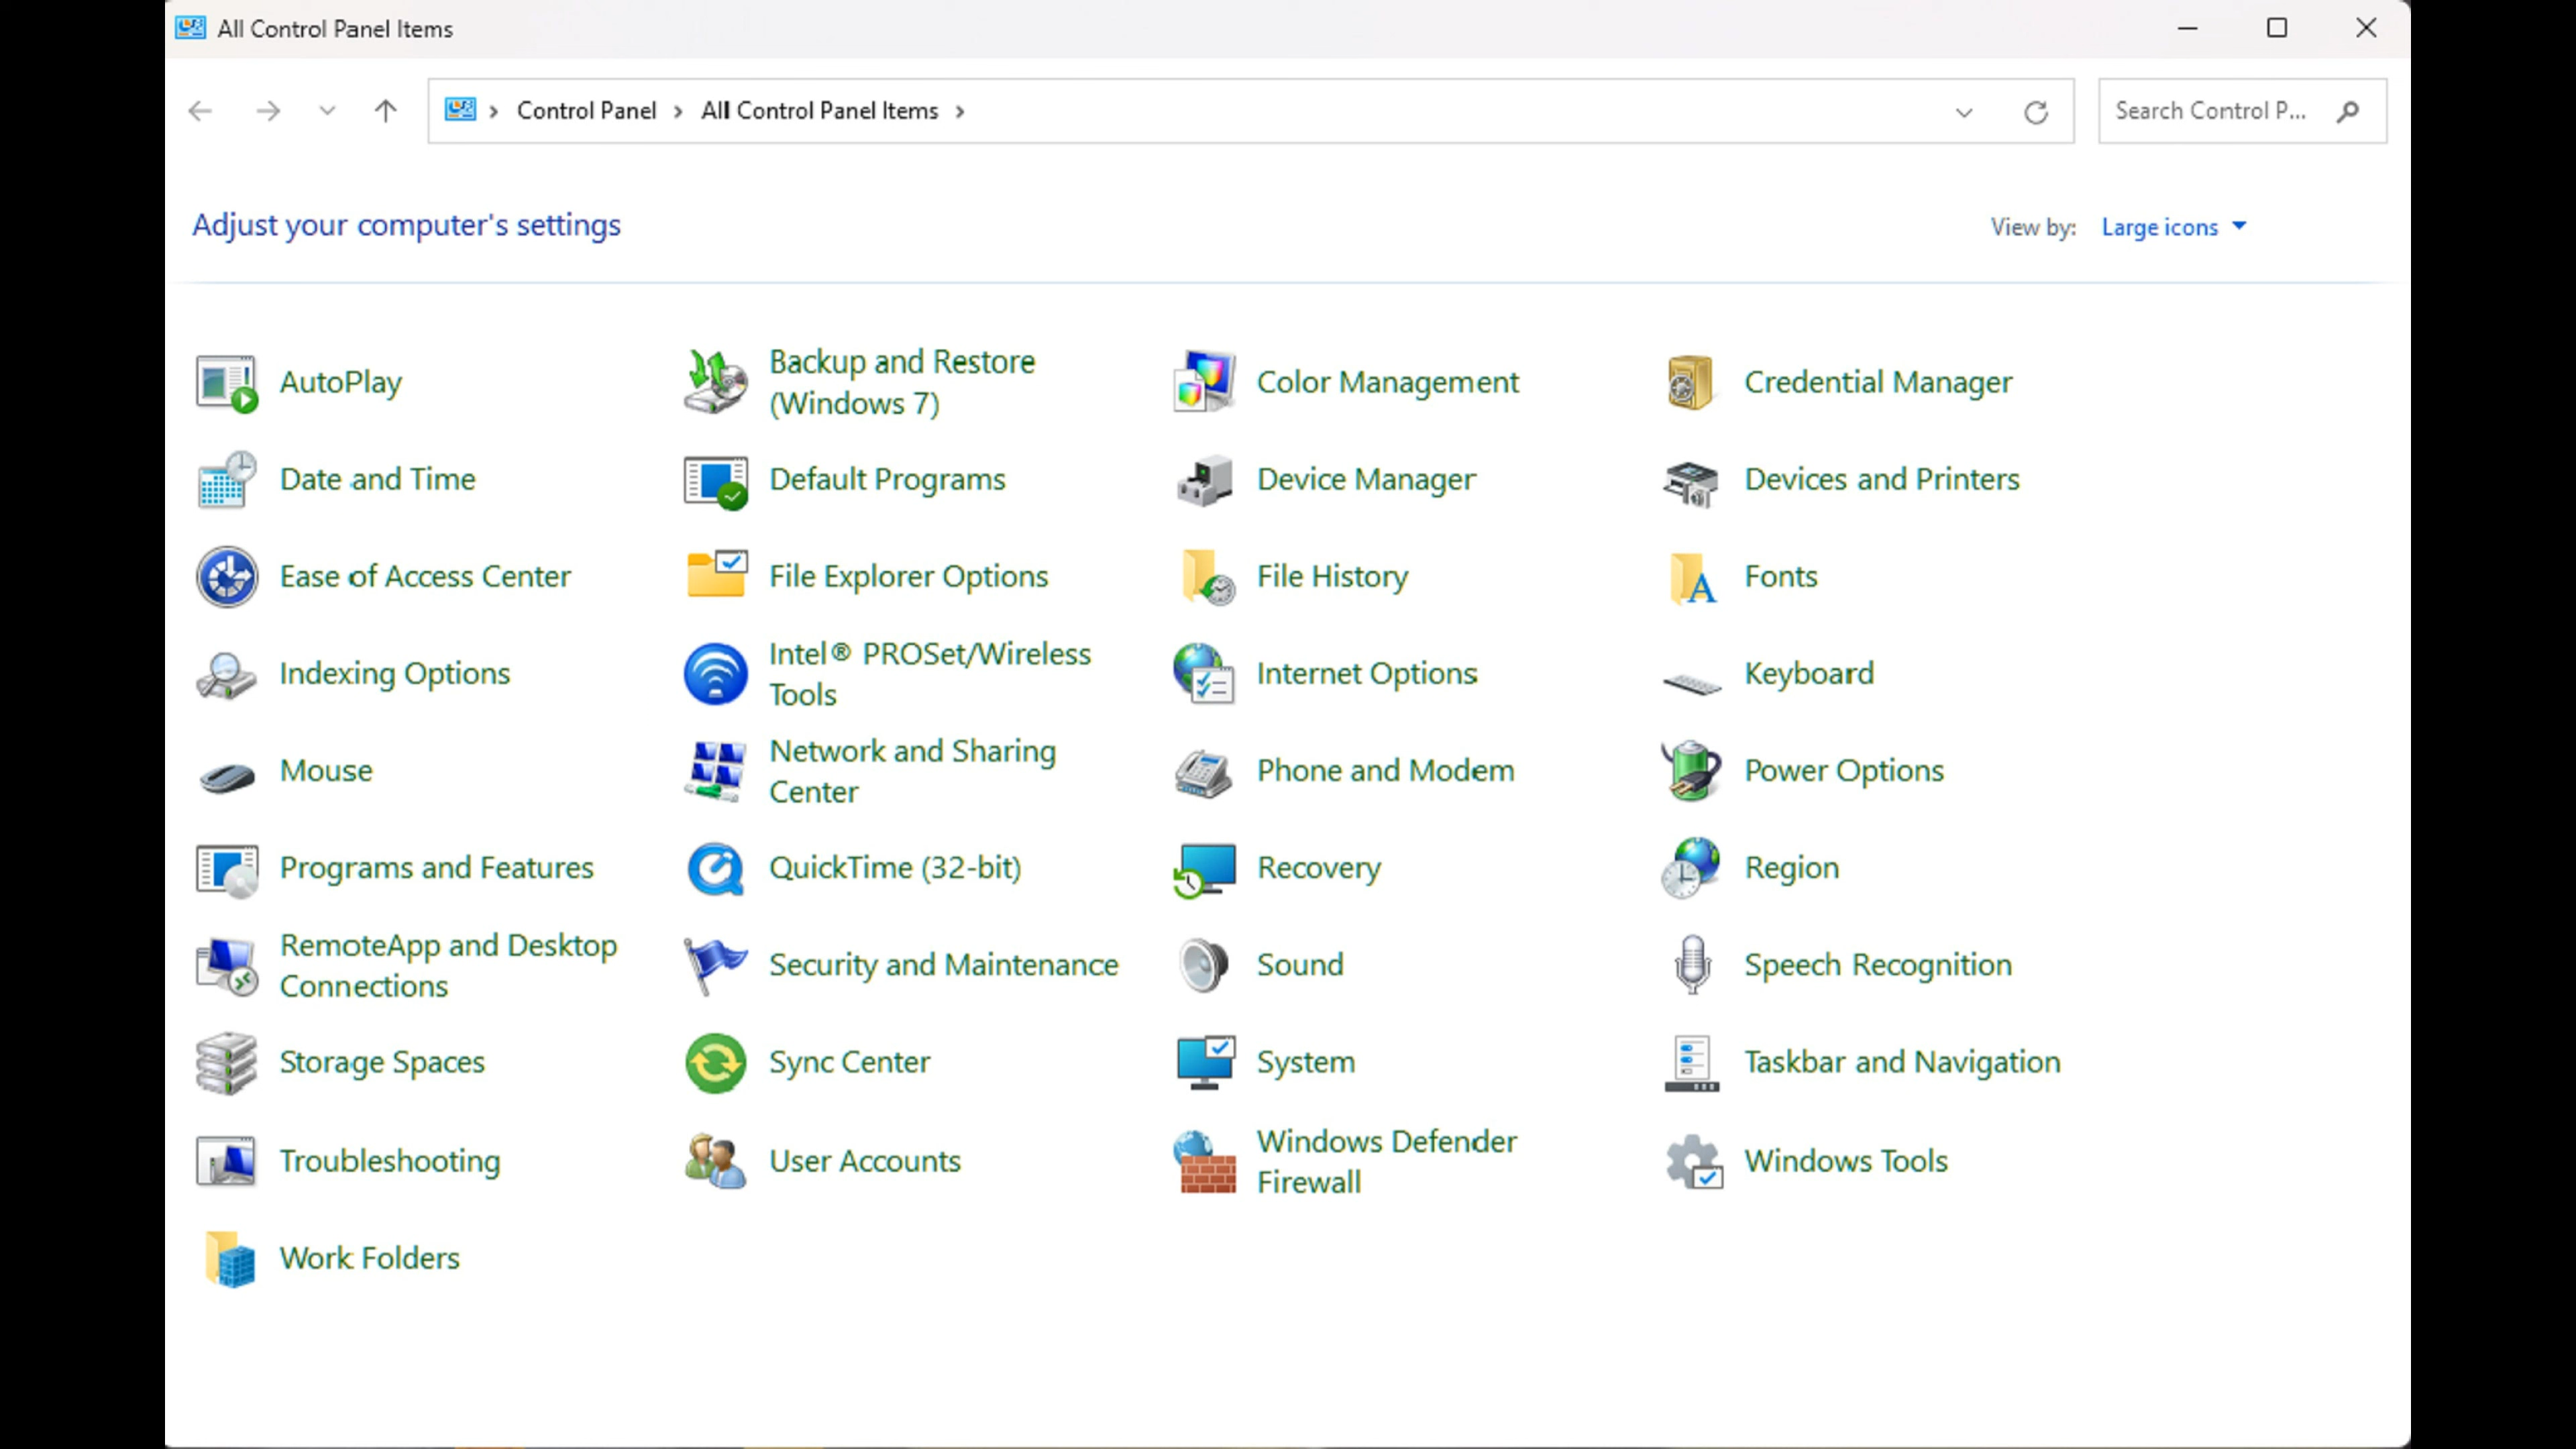 All Control Panel Items
Control Panel All Control Panel Items
Search Control P...
Adjust your computer's settings
View by: Large icons
AutoPlay
Backup and Restore
(Windows 7)
Color Management
Credential Manager
Date and Time
Default Programs
Device Manager
Devices and Printers
Ease of Access Center
File Explorer Options
File History
Fonts
Indexing Options
Intel® PROSet/Wireless
Tools
Internet Options
Keyboard
Mouse
Network and Sharing
Center
Phone and Modem
Power Options
Programs and Features
QuickTime (32-bit)
Recovery
Region
RemoteApp and Desktop
Connections
Security and Maintenance
Sound
Speech Recognition
Storage Spaces
Sync Center
System
Taskbar and Navigation
Troubleshooting
User Accounts
Windows Defender
Firewall
Windows Tools
Work Folders